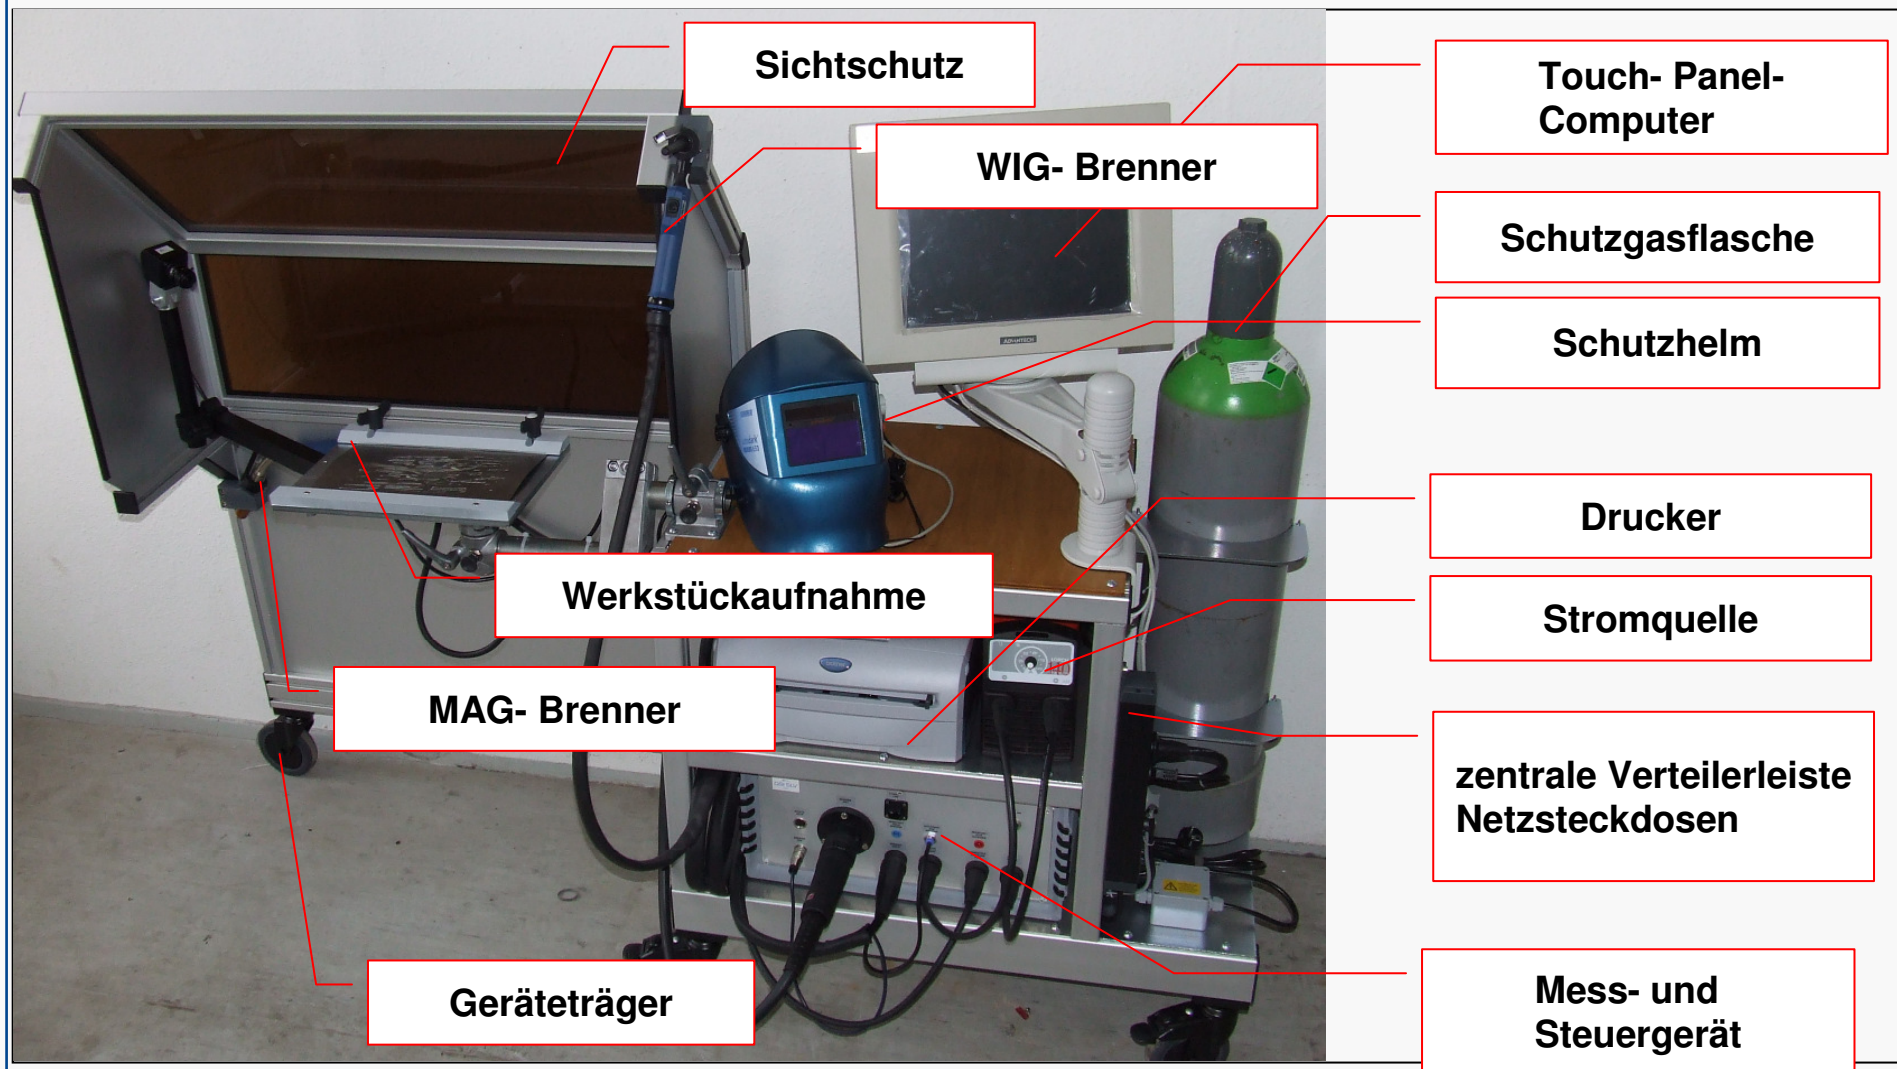 Sichtschutz
Touch- Panel-
Computer
WIG- Brenner
Schutzgasflasche
Schutzhelm
ADVANTECH
Drucker
Werkstückaufnahme
Stromquelle
MAG- Brenner
zentrale Verteilerleiste
Netzsteckdosen
Geräteträger
Mess- und
Steuergerät